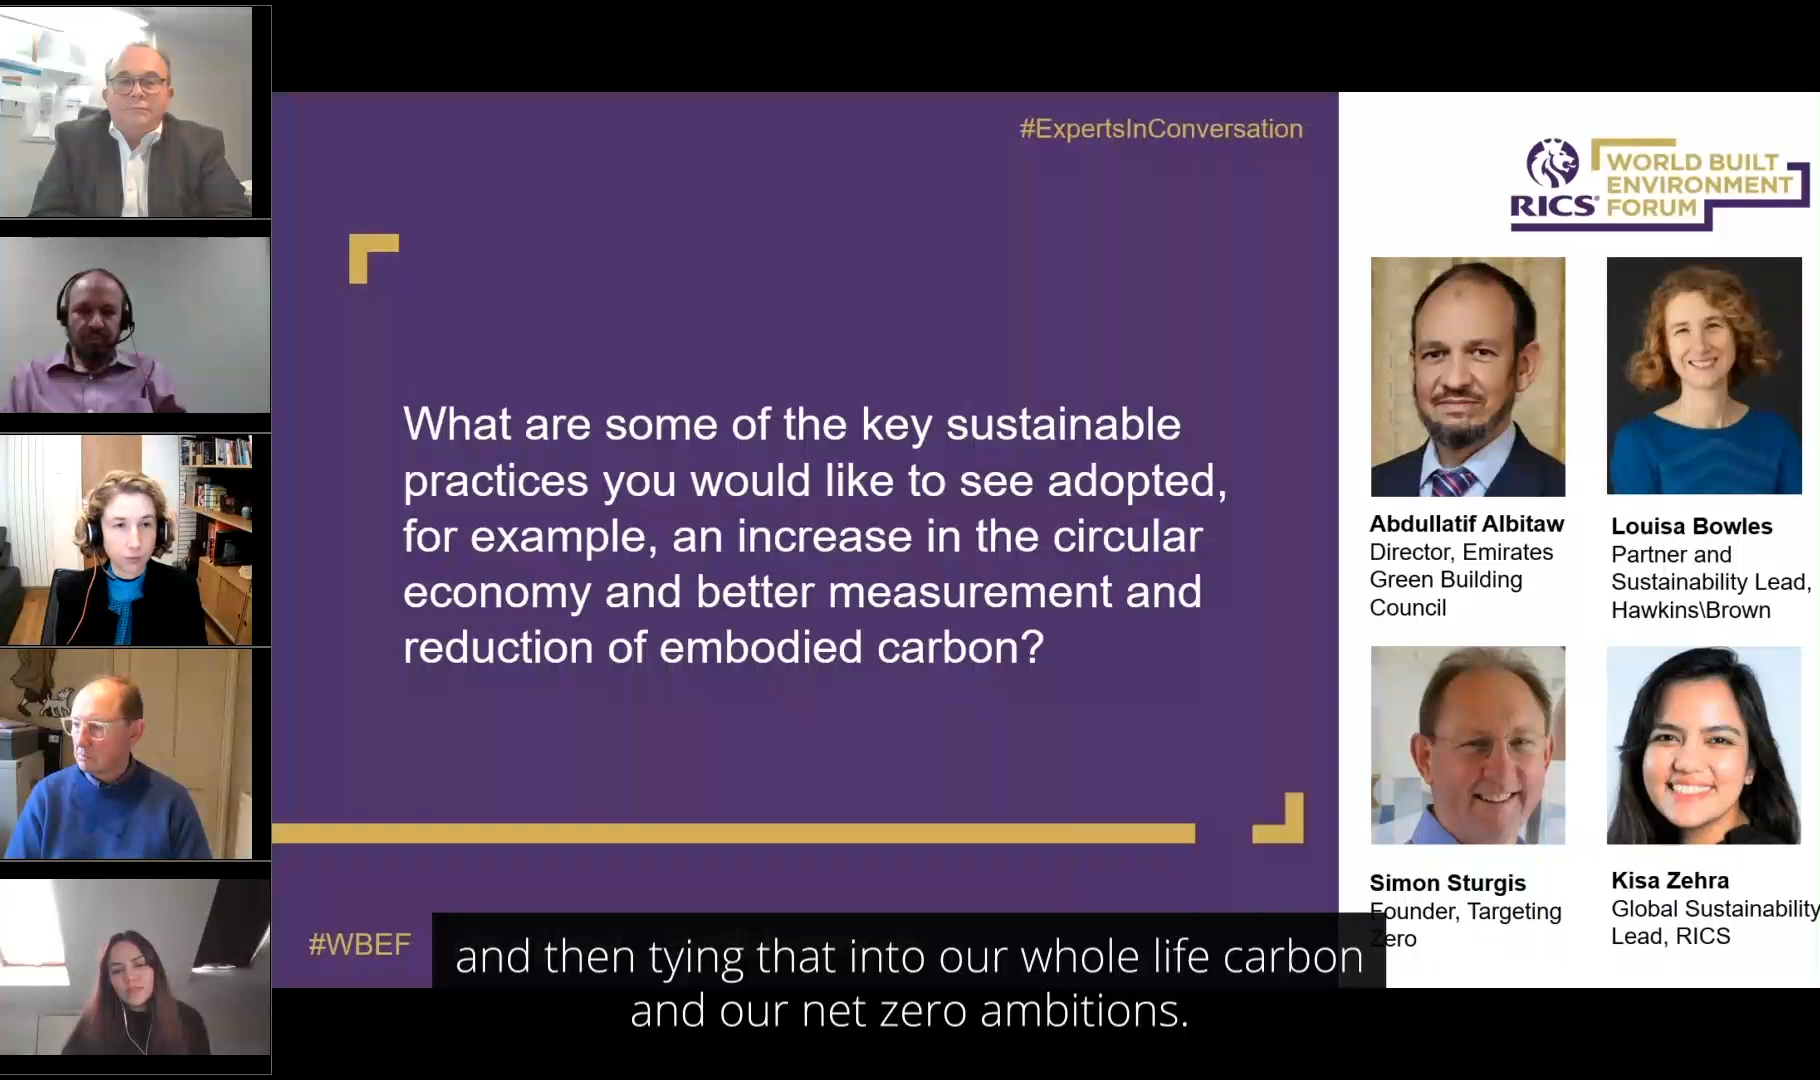 #ExpertsInConversation
What are some of the key sustainable
practices you would like to see adopted,
for example, an increase in the circular
economy and better measurement and
reduction of embodied carbon?
#WBEF
RICS
WORLD BUILT
ENVIRONMENT
FORUM
Abdullatif Albitaw
Director, Emirates
Green Building
Council
Louisa Bowles
Partner and
Sustainability Lead,
Hawkins\Brown
Simon Sturgis
Founder, Targeting
Zero
Kisa Zehra
Global Sustainability
Lead, RICS
and then tying that into our whole life carbon
and our net zero ambitions.